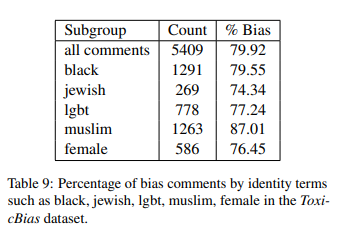 Subgroup Count % Bias
all comments 5409 79.92
black 1291 79.55
jewish 269 74.34
lgbt 778 77.24
muslim 1263 87.01
female 586 76.45
Table 9: Percentage of bias comments by identity terms
such as black, jewish, lgbt, muslim, female in the Toxi-
cBias dataset.